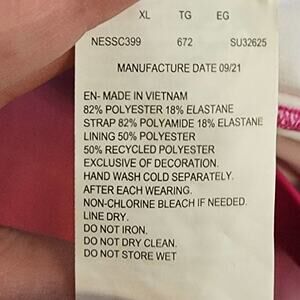 XL TG EG
NESSC399 672 SU32625
MANUFACTURE DATE 09/21
EN- MADE IN VIETNAM
82% POLYESTER 18% ELASTANE
STRAP 82% POLYAMIDE 18% ELASTANE
LINING 50% POLYESTER
50% RECYCLED POLYESTER
EXCLUSIVE OF DECORATION.
HAND WASH COLD SEPARATELY.
AFTER EACH WEARING.
NON-CHLORINE BLEACH IF NEEDED.
LINE DRY.
DO NOT IRON.
DO NOT DRY CLEAN.
DO NOT STORE WET